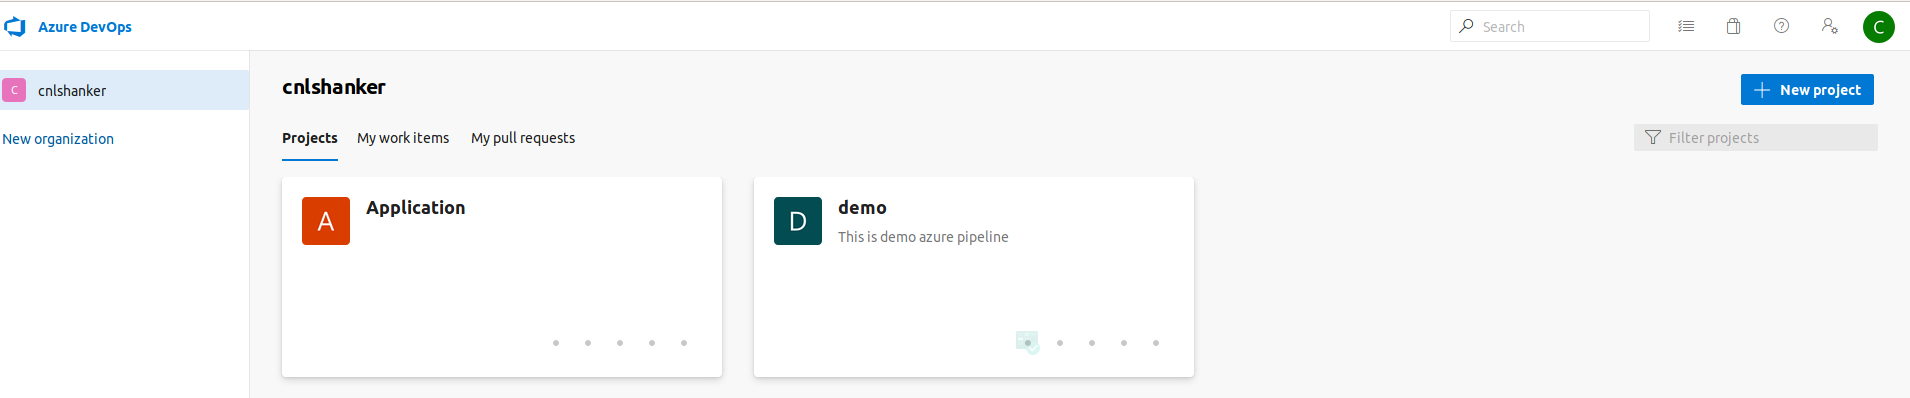 Azure DevOps
Search
C
C
cnlshanker
New organization
cnlshanker
New project
Projects
My work items
My pull requests
Filter projects
A
Application
D
demo
This is demo azure pipeline